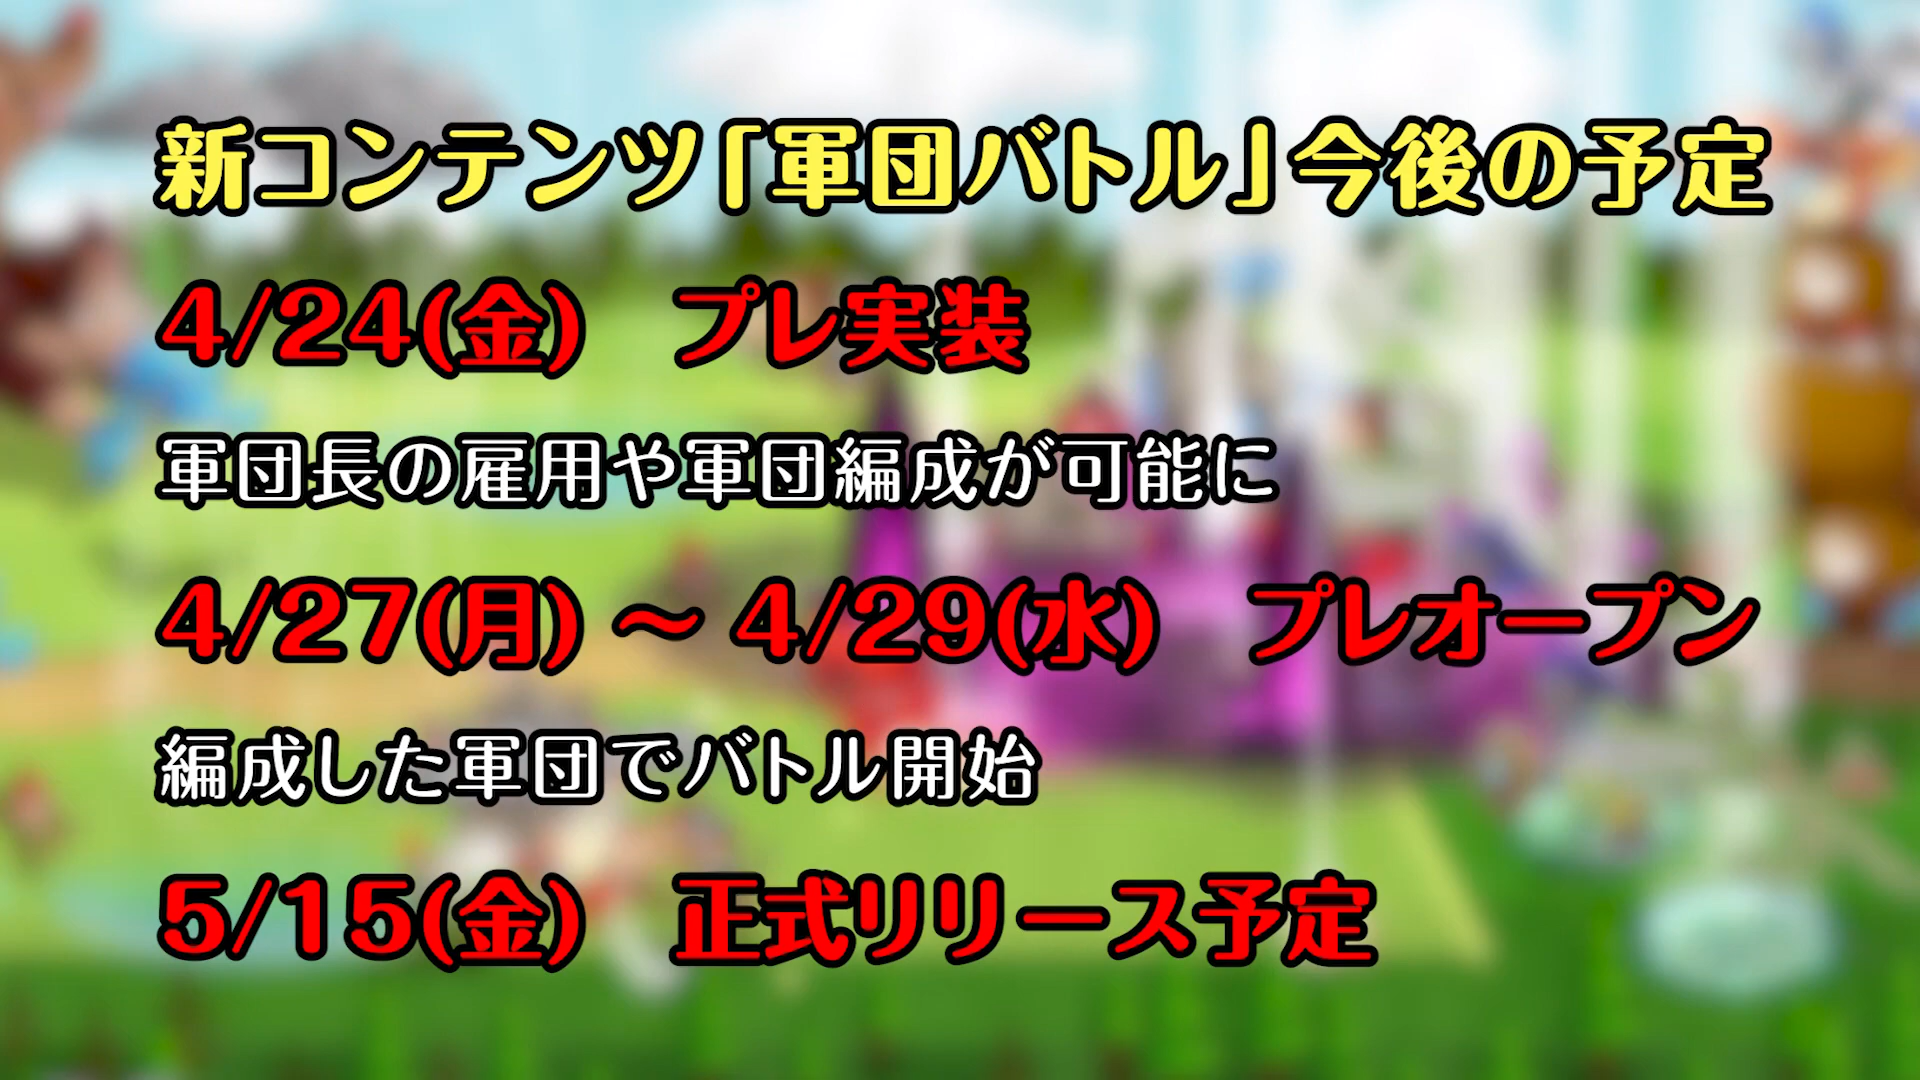 新コンテンツ「軍団バトル」今後の予定
4/24(金)　プレ実装
軍団長の雇用や軍団編成が可能に
4/27(月) ～ 4/29(水)　プレオープン
編成した軍団でバトル開始
5/15(金)　正式リリース予定